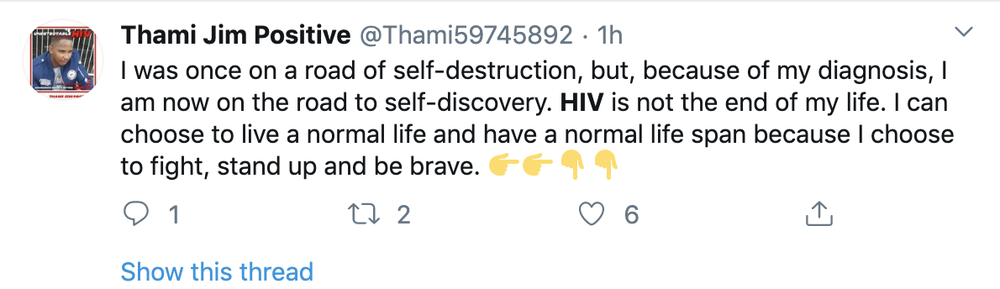 Thami Jim Positive @Thami59745892 · 1h
I was once on a road of self-destruction, but, because of my diagnosis, I
am now on the road to self-discovery. HIV is not the end of my life. I can
choose to live a normal life and have a normal life span because I choose
to fight, stand up and be brave. 👉👉👇👇
1 2 6
Show this thread